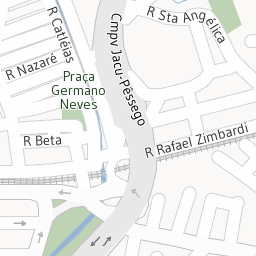 R Sta Angélica
R Catléias
Cmpv Jacu-Pêssego
R Nazaré
Praça
Germano
Neves
R Beta
R Rafael Zimbardi